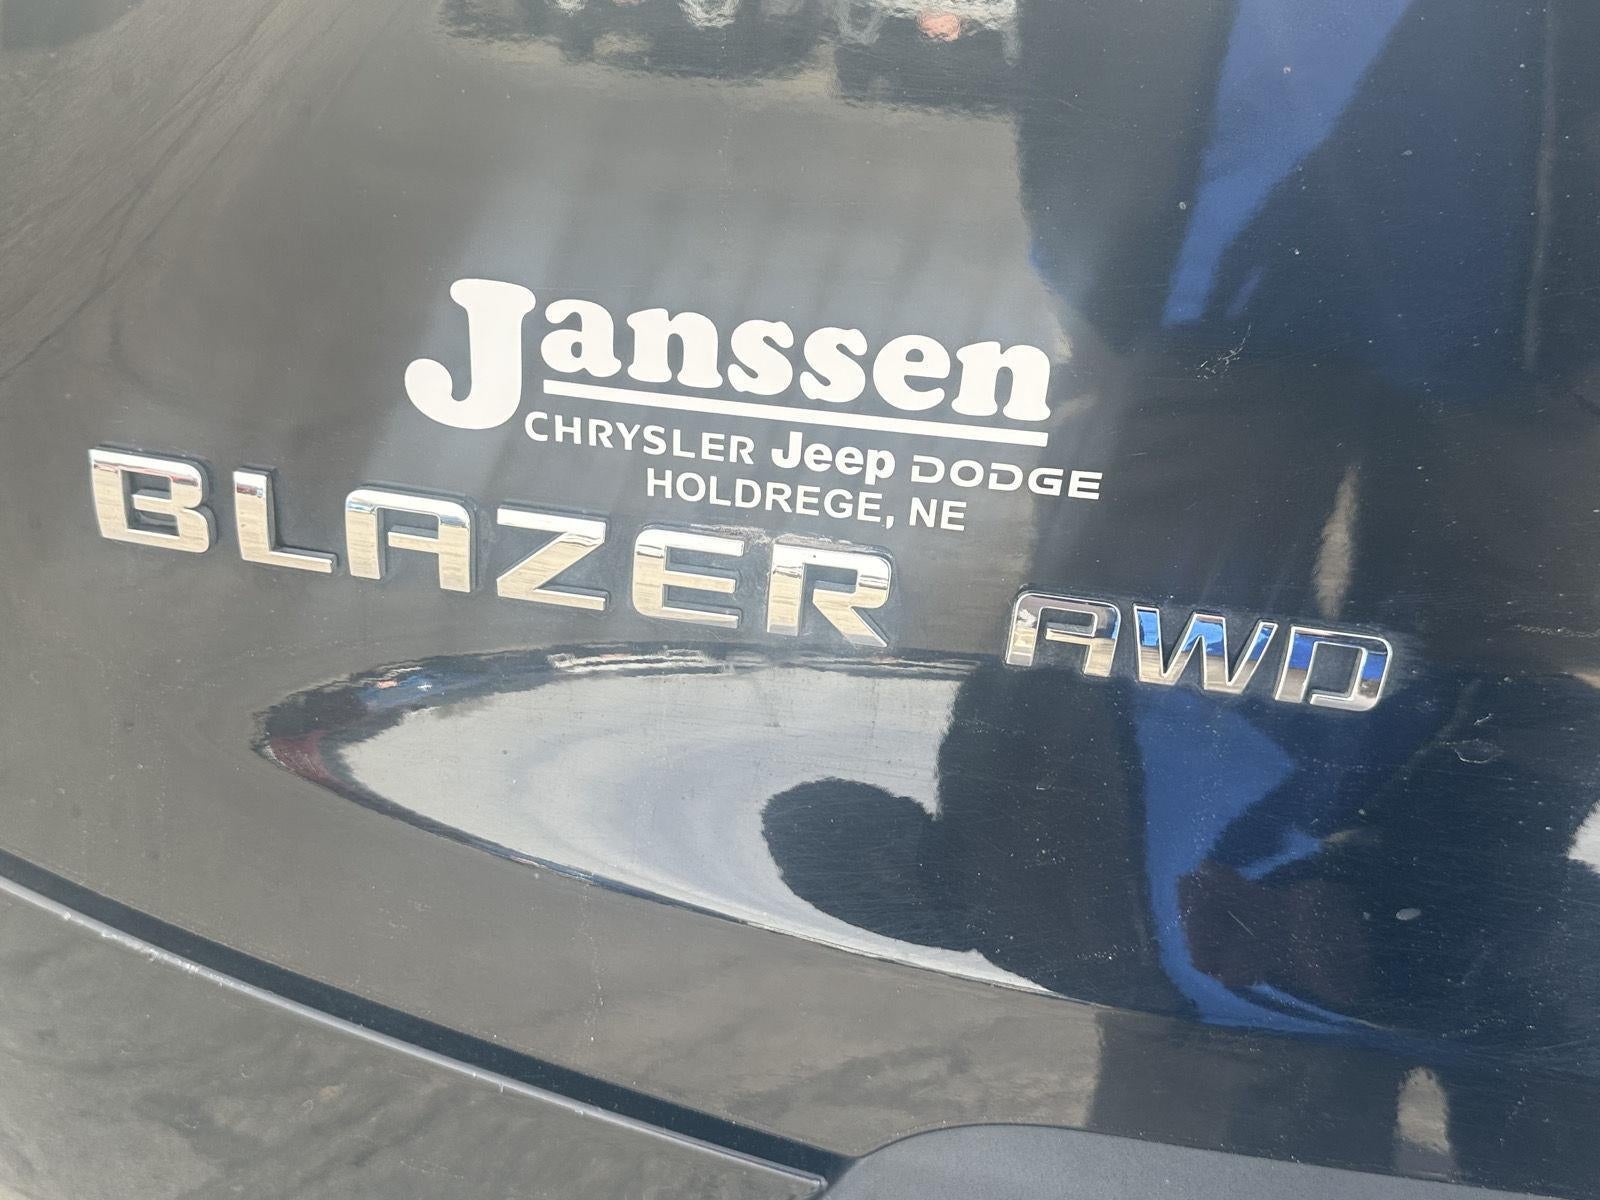 Janssen
CHRYSLER Jeep DODGE
HOLDREGE, NE
BLAZER AWD